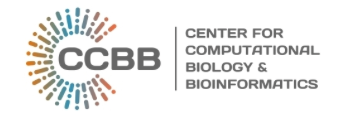 CCBB
CENTER FOR
COMPUTATIONAL
BIOLOGY &
BIOINFORMATICS